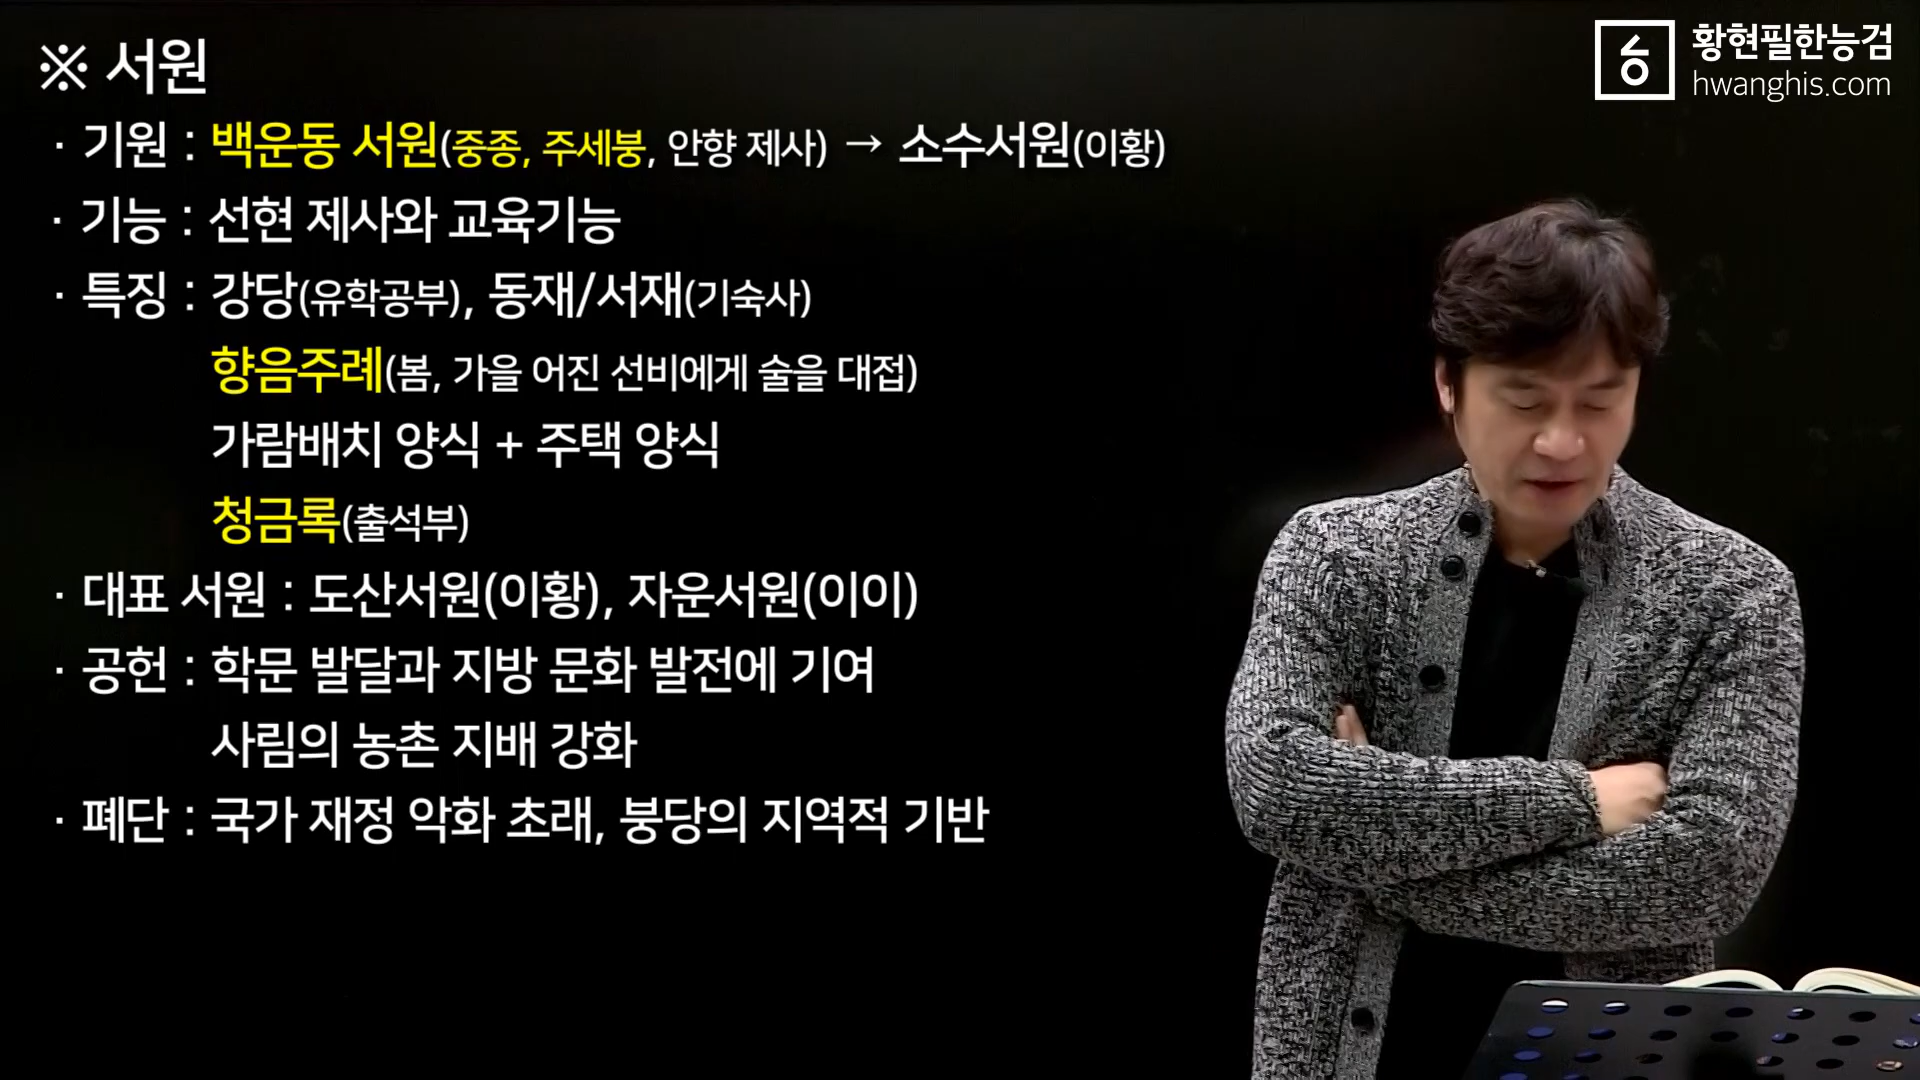 ※ 서원
황현필한능검
hwanghis.com
· 기원 : 백운동 서원(중종, 주세붕, 안향 제사) → 소수서원(이황)
· 기능 : 선현 제사와 교육기능
· 특징 : 강당(유학공부), 동재/서재(기숙사)
향음주례(봄, 가을 어진 선비에게 술을 대접)
가람배치 양식 + 주택 양식
청금록(출석부)
· 대표 서원 : 도산서원(이황), 자운서원(이이)
· 공헌 : 학문 발달과 지방 문화 발전에 기여
사림의 농촌 지배 강화
· 폐단 : 국가 재정 악화 초래, 붕당의 지역적 기반